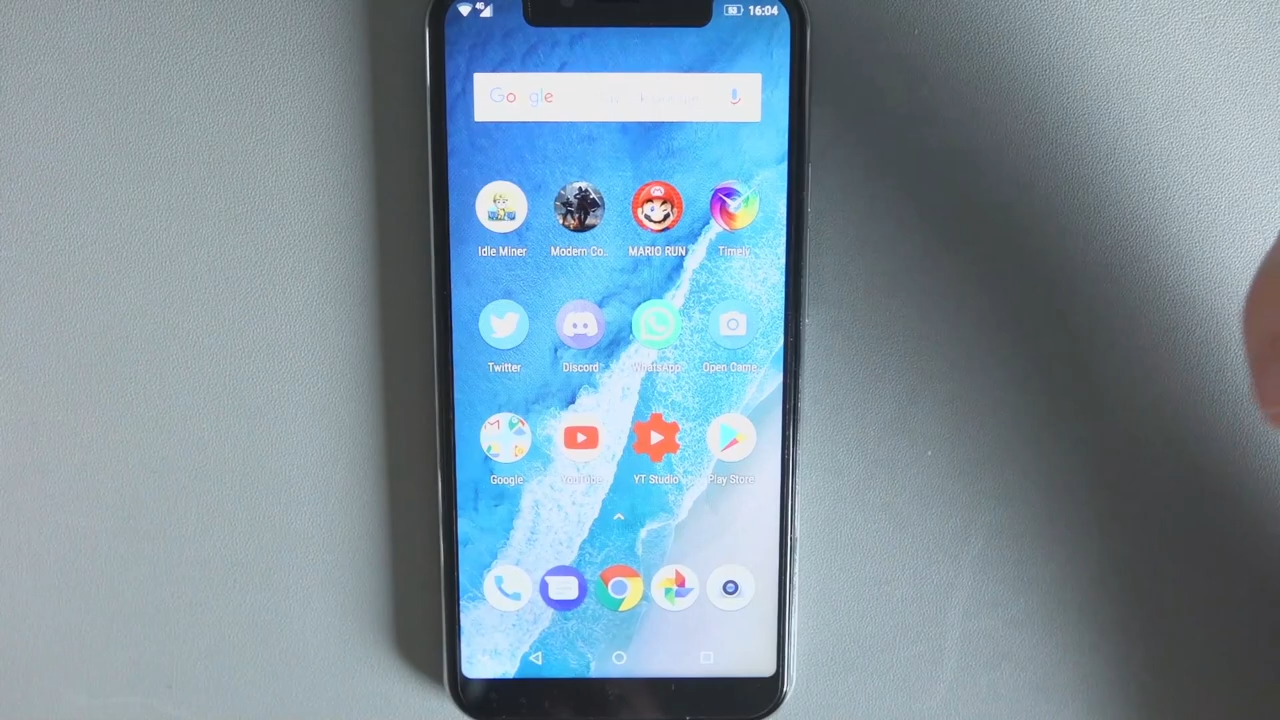 4G 53 16:04
Google
Idle Miner Modern Co.. MARIO RUN Timely
Twitter Discord WhatsApp Open Came..
Google YouTube YT Studio Play Store